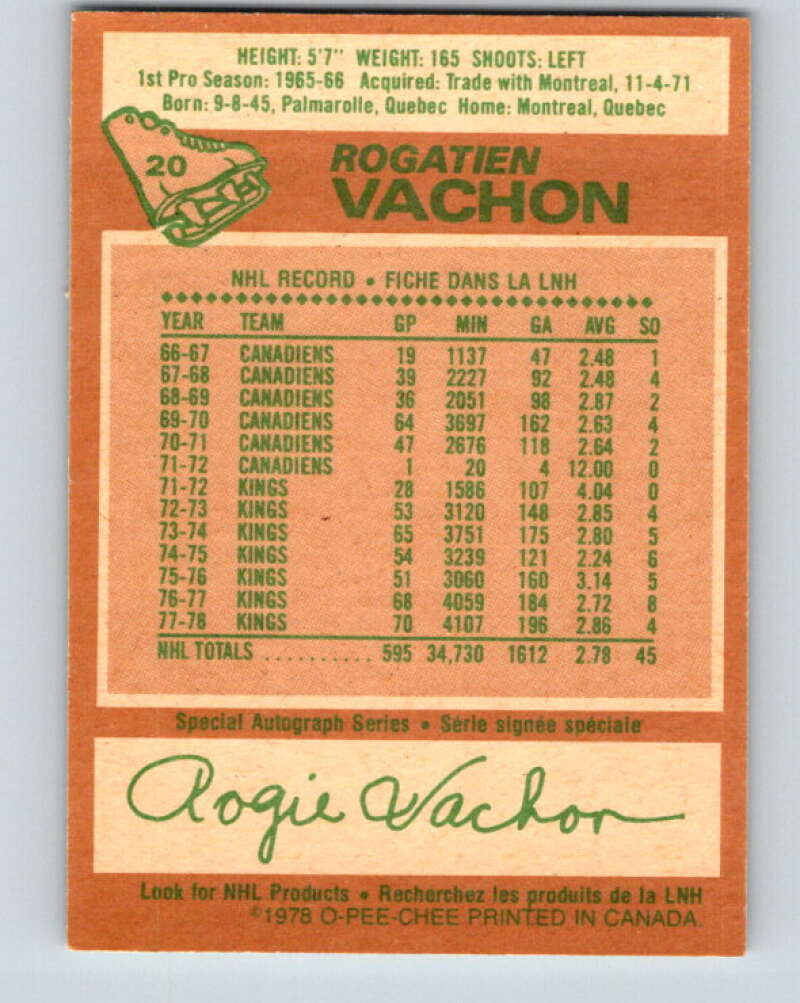 HEIGHT: 5'7" WEIGHT: 165 SHOOTS: LEFT
1st Pro Season: 1965-66 Acquired: Trade with Montreal, 11-4-71
Born: 9-8-45, Palmarolle, Quebec Home: Montreal, Quebec
20
ROGATIEN
VACHON
NHL RECORD • FICHE DANS LA LNH
YEAR TEAM GP MIN GA AVG SO
66-67 CANADIENS 19 1137 47 2.48 1
67-68 CANADIENS 39 2227 92 2.48 4
68-69 CANADIENS 36 2051 98 2.87 2
69-70 CANADIENS 64 3697 162 2.63 4
70-71 CANADIENS 47 2676 118 2.64 2
71-72 CANADIENS 1 20 4 12.00 0
71-72 KINGS 28 1586 107 4.04 0
72-73 KINGS 53 3120 148 2.85 4
73-74 KINGS 65 3751 175 2.80 5
74-75 KINGS 54 3239 121 2.24 6
75-76 KINGS 51 3060 160 3.14 5
76-77 KINGS 68 4059 184 2.72 8
77-78 KINGS 70 4107 196 2.86 4
NHL TOTALS .......... 595 34,730 1612 2.78 45
Special Autograph Series • Série signée spéciale
Rogie Vachon
Look for NHL Products • Recherchez les produits de la LNH
©1978 O-PEE-CHEE PRINTED IN CANADA.